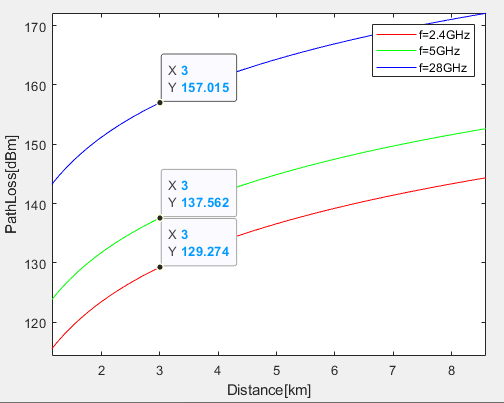 170
160
150
140
130
120
PathLoss[dBm]
f=2.4GHz
f=5GHz
f=28GHz
X 3
Y 157.015
X 3
Y 137.562
X 3
Y 129.274
2 3 4 5 6 7 8
Distance[km]